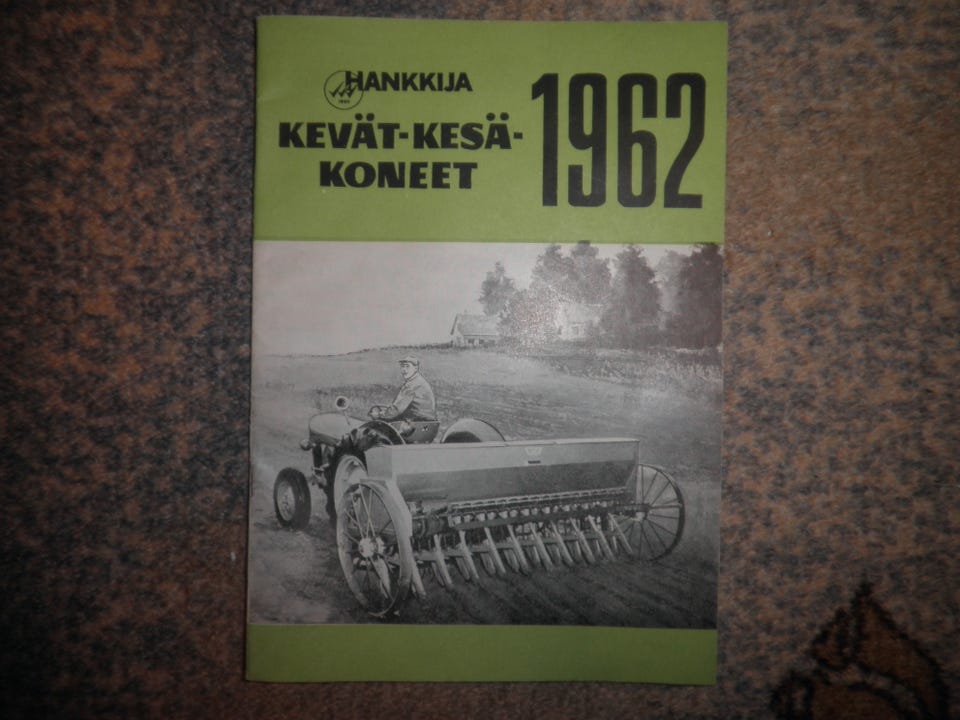 HANKKIJA
KEVÄT-KESÄ-
KONEET
1962